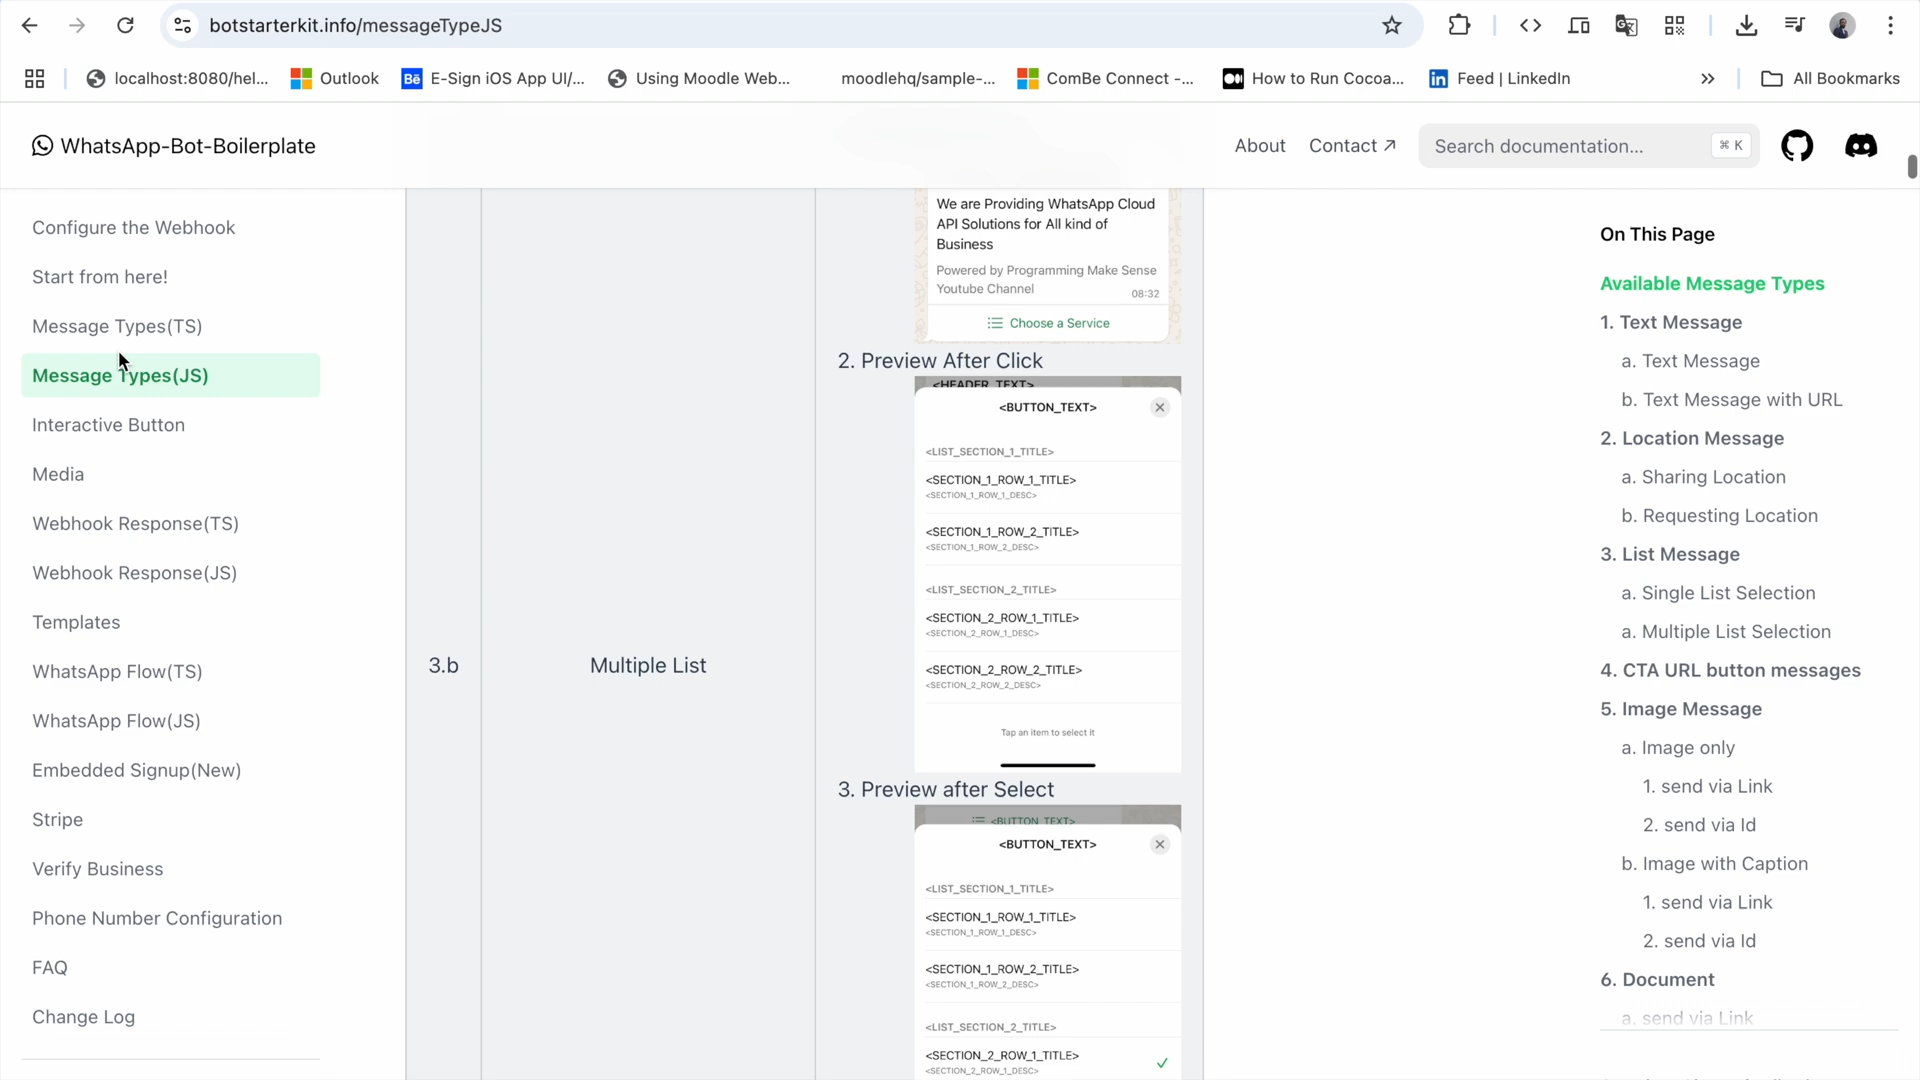 botstarterkit.info/messageTypeJS
localhost:8080/hel...
Outlook
E-Sign iOS App UI/...
Using Moodle Web...
moodlehq/sample-...
ComBe Connect -...
How to Run Cocoa...
Feed | LinkedIn
All Bookmarks
WhatsApp-Bot-Boilerplate
About
Contact ↗
Search documentation...
⌘ K
Configure the Webhook
Start from here!
Message Types(TS)
Message Types(JS)
Interactive Button
Media
Webhook Response(TS)
Webhook Response(JS)
Templates
WhatsApp Flow(TS)
WhatsApp Flow(JS)
Embedded Signup(New)
Stripe
Verify Business
Phone Number Configuration
FAQ
Change Log
3.b
Multiple List
We are Providing WhatsApp Cloud
API Solutions for All kind of
Business
Powered by Programming Make Sense
Youtube Channel
08:32
Choose a Service
2. Preview After Click
<HEADER_TEXT>
<BUTTON_TEXT>
<LIST_SECTION_1_TITLE>
<SECTION_1_ROW_1_TITLE>
<SECTION_1_ROW_1_DESC>
<SECTION_1_ROW_2_TITLE>
<SECTION_1_ROW_2_DESC>
<LIST_SECTION_2_TITLE>
<SECTION_2_ROW_1_TITLE>
<SECTION_2_ROW_1_DESC>
<SECTION_2_ROW_2_TITLE>
<SECTION_2_ROW_2_DESC>
Tap an item to select it
3. Preview after Select
<BUTTON_TEXT>
<BUTTON_TEXT>
<LIST_SECTION_1_TITLE>
<SECTION_1_ROW_1_TITLE>
<SECTION_1_ROW_1_DESC>
<SECTION_1_ROW_2_TITLE>
<SECTION_1_ROW_2_DESC>
<LIST_SECTION_2_TITLE>
<SECTION_2_ROW_1_TITLE>
<SECTION_2_ROW_1_DESC>
On This Page
Available Message Types
1. Text Message
a. Text Message
b. Text Message with URL
2. Location Message
a. Sharing Location
b. Requesting Location
3. List Message
a. Single List Selection
a. Multiple List Selection
4. CTA URL button messages
5. Image Message
a. Image only
1. send via Link
2. send via Id
b. Image with Caption
1. send via Link
2. send via Id
6. Document
a. send via Link